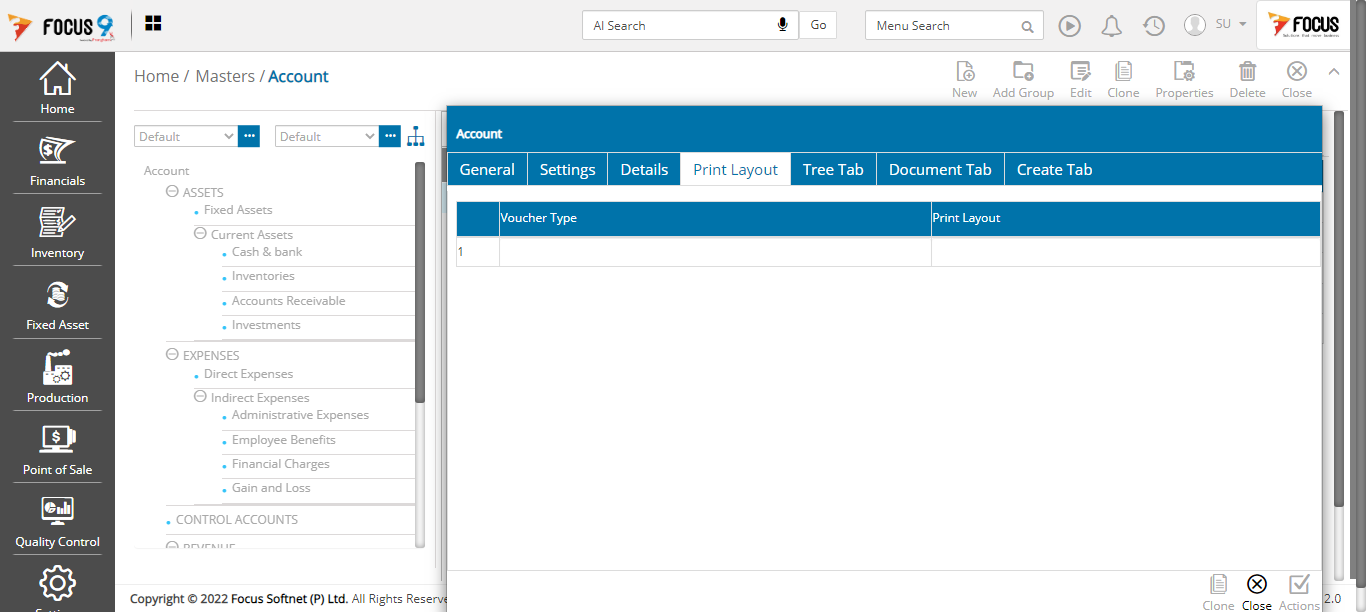 FOCUS 9
AI Search
Go
Menu Search
SU
FOCUS
Home
Financials
Inventory
Fixed Asset
Production
Point of Sale
Quality Control
Home / Masters / Account
New
Add Group
Edit
Clone
Properties
Delete
Close
Default
Default
Account
ASSETS
Fixed Assets
Current Assets
Cash & bank
Inventories
Accounts Receivable
Investments
EXPENSES
Direct Expenses
Indirect Expenses
Administrative Expenses
Employee Benefits
Financial Charges
Gain and Loss
CONTROL ACCOUNTS
REVENUE
Account
General
Settings
Details
Print Layout
Tree Tab
Document Tab
Create Tab
Voucher Type
Print Layout
1
Clone
Close
Actions
Copyright © 2022 Focus Softnet (P) Ltd. All Rights Reserve
2.0